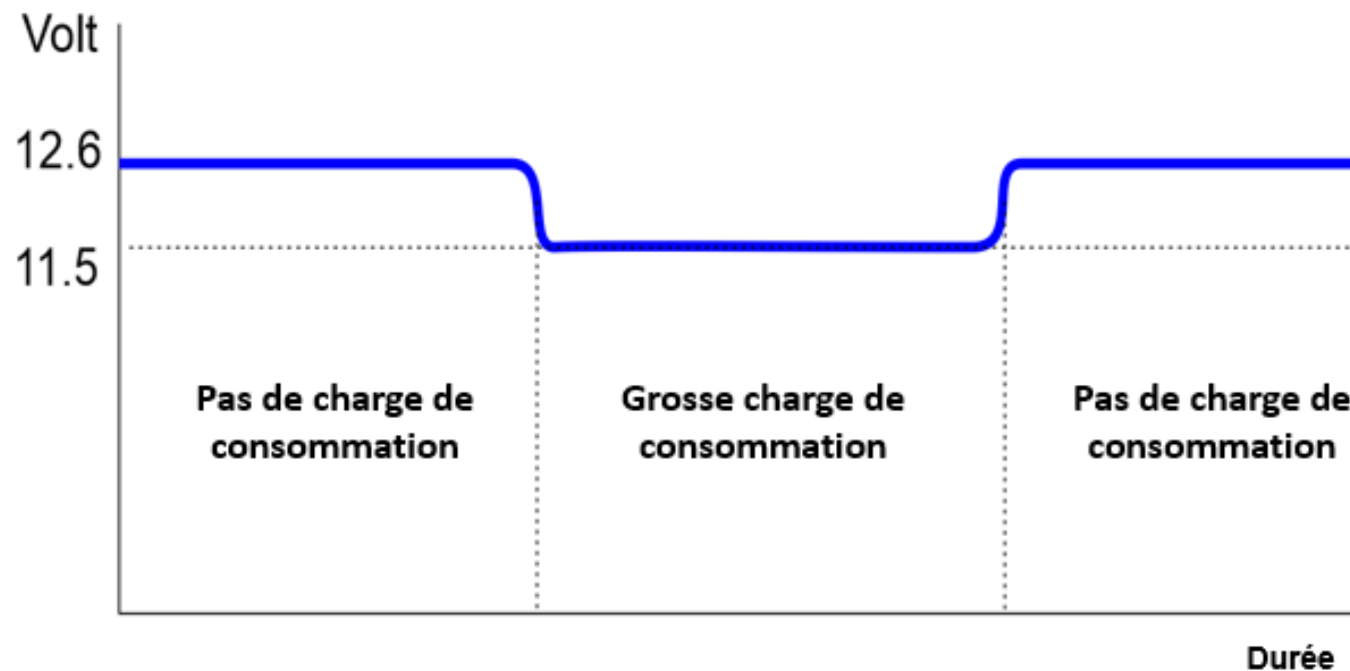 Volt
12.6
11.5
Pas de charge de
consommation
Grosse charge de
consommation
Pas de charge de
consommation
Durée